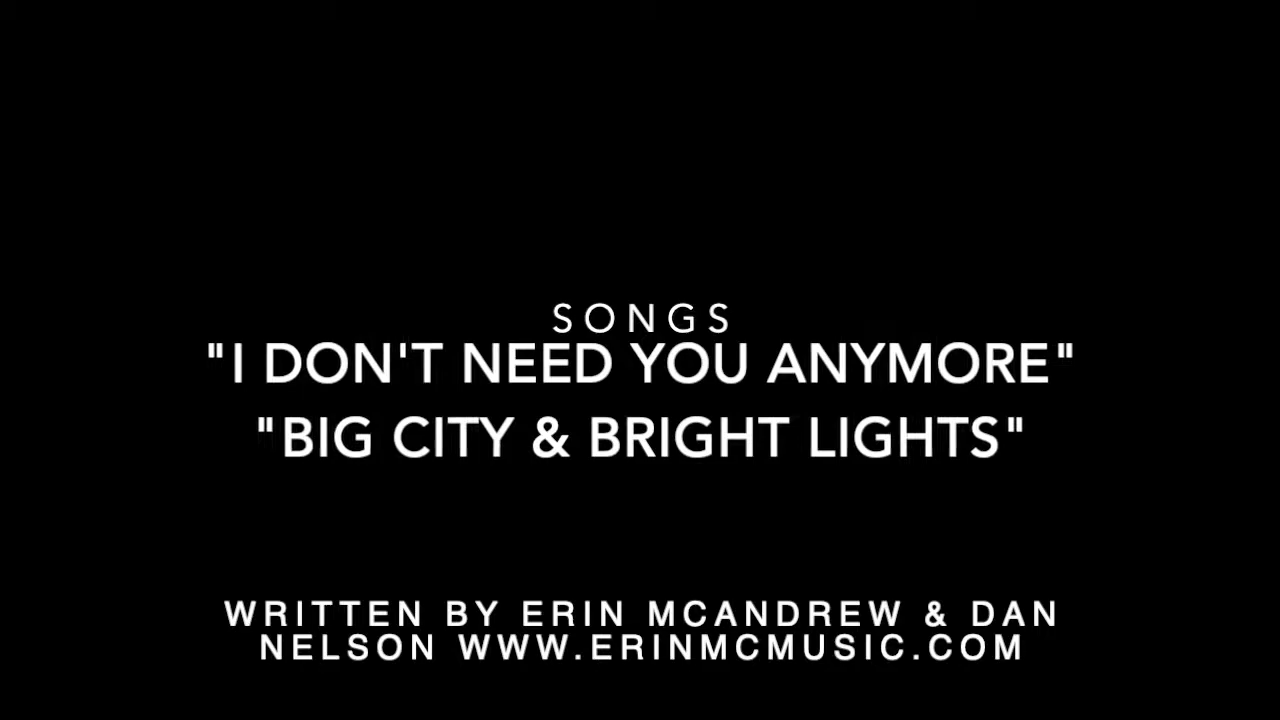 SONGS
"I DON'T NEED YOU ANYMORE"
"BIG CITY & BRIGHT LIGHTS"
WRITTEN BY ERIN MCANDREW & DAN
NELSON WWW.ERINMCMUSIC.COM